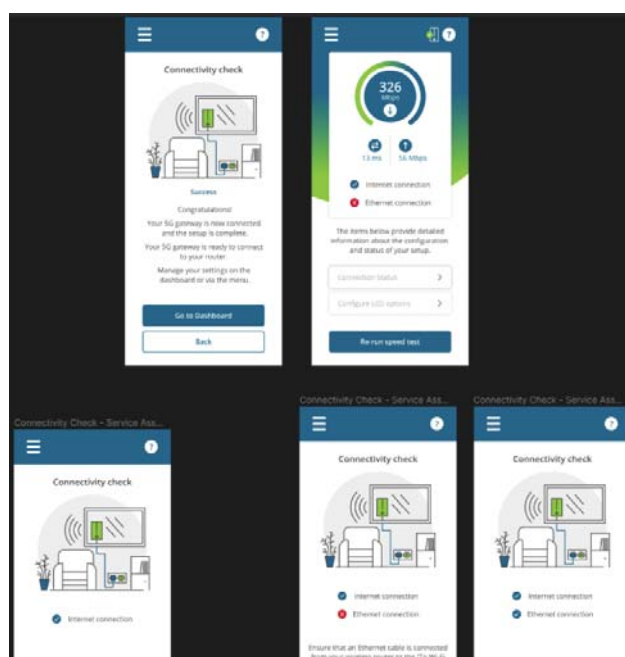 Connectivity check
Success
Congratulations!
Your 5G gateway is now connected
and the setup is complete.
Your 5G gateway is ready to connect
to your router.
Manage your settings on the
dashboard or via the menu.
Go to Dashboard
Back
326
Mbps
13 ms
56 Mbps
Internet connection
Ethernet connection
The items below provide detailed
information about the configuration
and status of your setup.
Connection Status
Configure LED options
Re-run speed test
Connectivity Check - Service Ass...
Connectivity check
Internet connection
Connectivity Check - Service Ass...
Connectivity check
Internet connection
Ethernet connection
Ensure that an Ethernet cable is connected
Connectivity Check - Service Ass...
Connectivity check
Internet connection
Ethernet connection